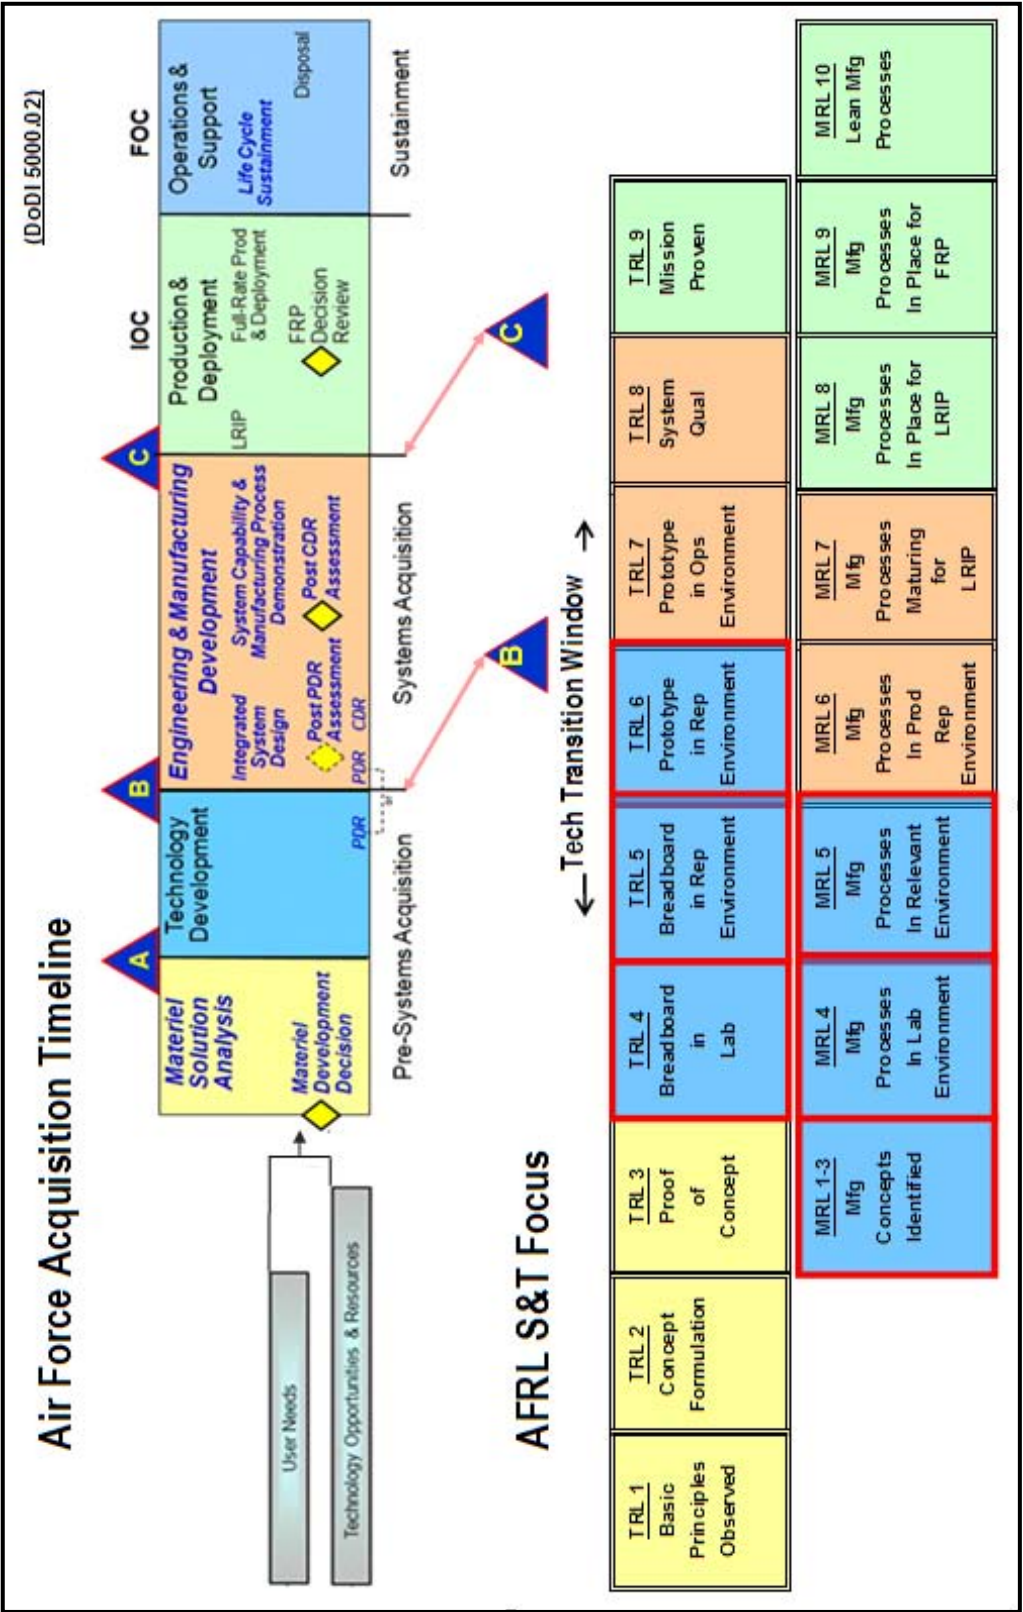 (DoDI 5000.02)
Air Force Acquisition Timeline
IOC
FOC
A
B
C
Materiel
Solution
Analysis
Materiel
Development
Decision
Technology
Development
PDR
Engineering & Manufacturing
Development
Integrated
System
Design
System Capability &
Manufacturing Process
Demonstration
Post PDR
Assessment
Post CDR
Assessment
PDR
CDR
Production &
Deployment
LRIP
Full-Rate Prod
& Deployment
FRP
Decision
Review
Operations &
Support
Life Cycle
Sustainment
Disposal
User Needs
Technology Opportunities & Resources
Pre-Systems Acquisition
Systems Acquisition
Sustainment
B
C
AFRL S&T Focus
Tech Transition Window
TRL 1
Basic
Principles
Observed
TRL 2
Concept
Formulation
TRL 3
Proof
of
Concept
TRL 4
Breadboard
in
Lab
TRL 5
Breadboard
in Rep
Environment
TRL 6
Prototype
in Rep
Environment
TRL 7
Prototype
in Ops
Environment
TRL 8
System
Qual
TRL 9
Mission
Proven
MRL 1-3
Mfg
Concepts
Identified
MRL 4
Mfg
Processes
In Lab
Environment
MRL 5
Mfg
Processes
In Relevant
Environment
MRL 6
Mfg
Processes
In Prod
Rep
Environment
MRL 7
Mfg
Processes
Maturing
for
LRIP
MRL 8
Mfg
Processes
In Place for
LRIP
MRL 9
Mfg
Processes
In Place for
FRP
MRL 10
Lean Mfg
Processes